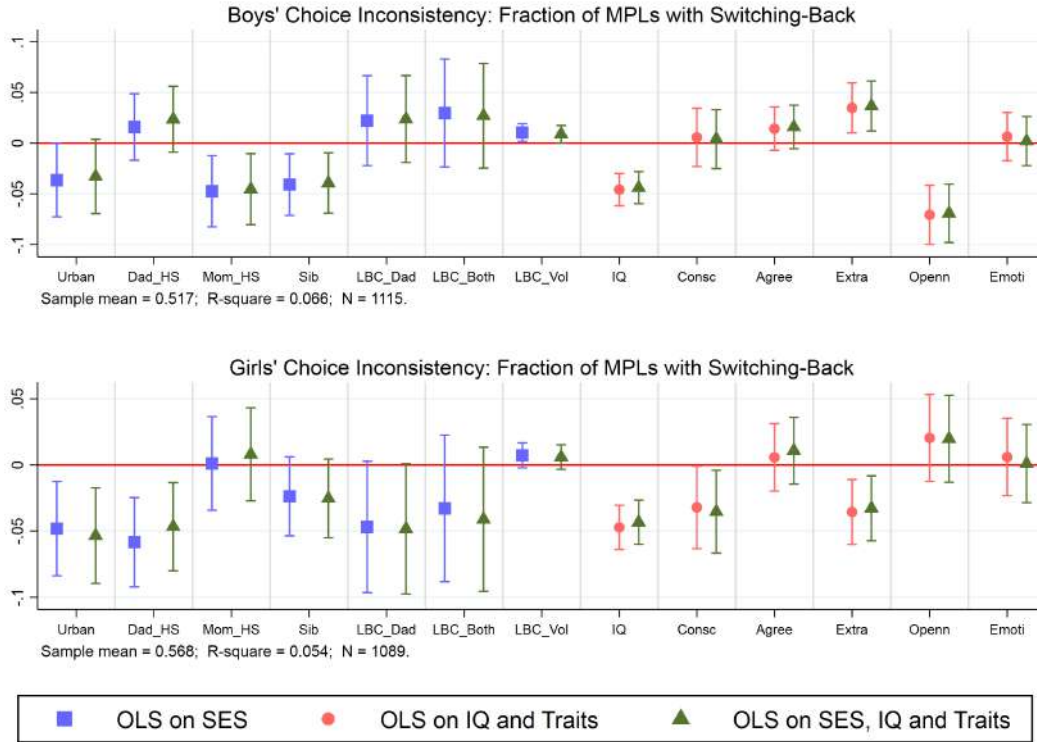 Boys' Choice Inconsistency: Fraction of MPLs with Switching-Back
.1
.05
0
-.05
-.1
Urban Dad_HS Mom_HS Sib LBC_Dad LBC_Both LBC_Vol IQ Consc Agree Extra Openn Emoti
Sample mean = 0.517; R-square = 0.066; N = 1115.
Girls' Choice Inconsistency: Fraction of MPLs with Switching-Back
.05
0
-.05
-.1
Urban Dad_HS Mom_HS Sib LBC_Dad LBC_Both LBC_Vol IQ Consc Agree Extra Openn Emoti
Sample mean = 0.568; R-square = 0.054; N = 1089.
OLS on SES OLS on IQ and Traits OLS on SES, IQ and Traits